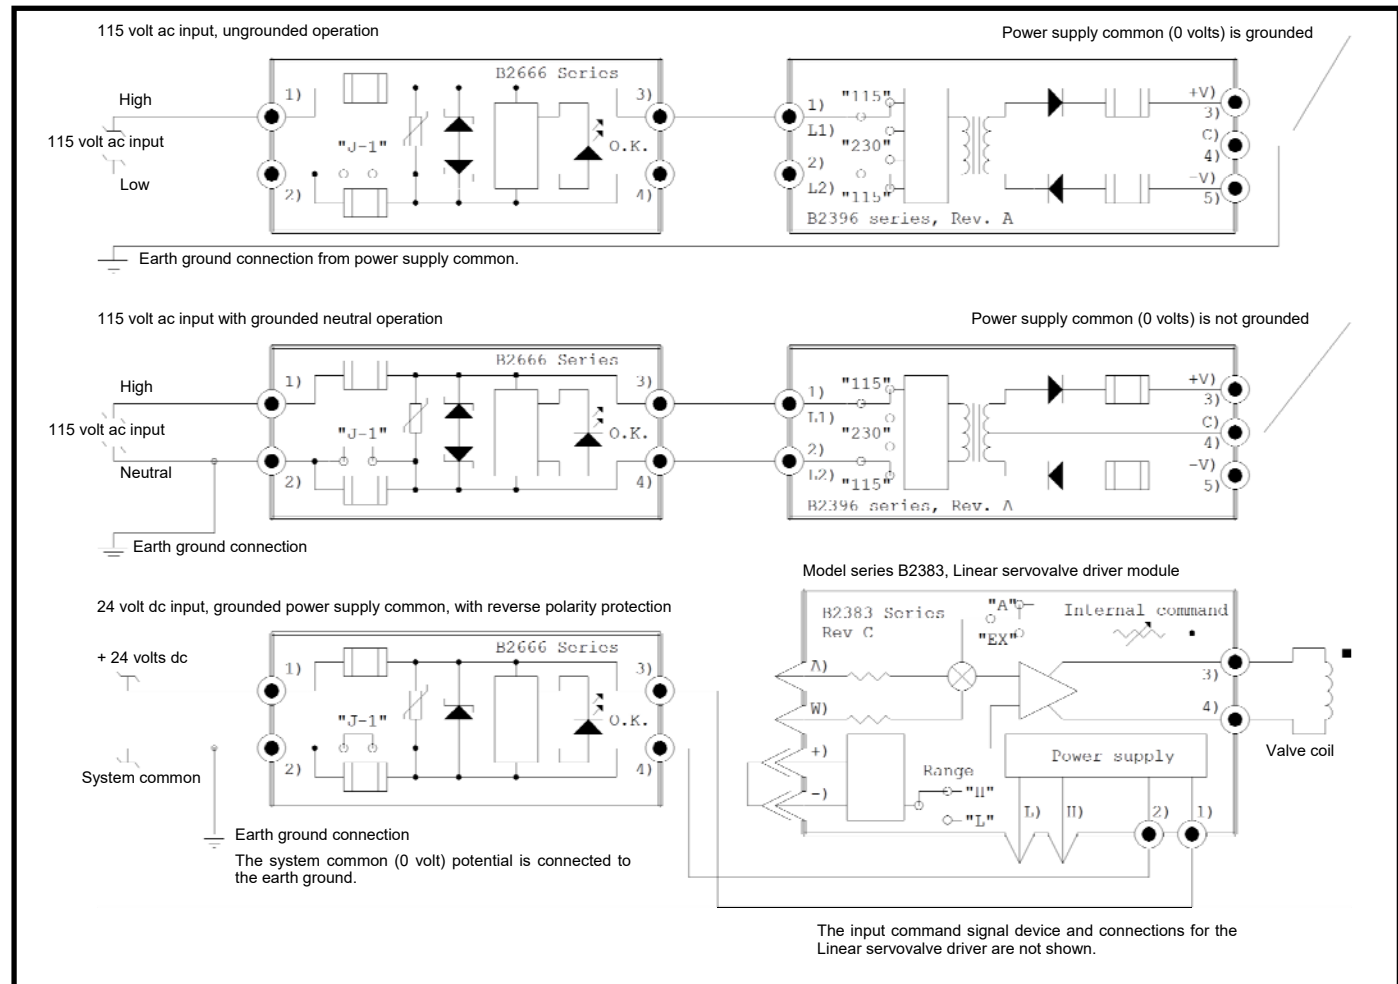 115 volt ac input, ungrounded operation
Power supply common (0 volts) is grounded
B2666 Series
High
115 volt ac input
Low
1)
2)
"J-1"
3)
O.K.
4)
1)
L1)
2)
L2)
"115"
"230"
"115"
+V)
3)
C)
4)
-V)
5)
B2396 series, Rev. A
Earth ground connection from power supply common.
115 volt ac input with grounded neutral operation
Power supply common (0 volts) is not grounded
B2666 Series
High
115 volt ac input
Neutral
1)
2)
"J-1"
3)
O.K.
4)
1)
L1)
2)
L2)
"115"
"230"
"115"
+V)
3)
C)
4)
-V)
5)
B2396 series, Rev. A
Earth ground connection
24 volt dc input, grounded power supply common, with reverse polarity protection
B2666 Series
+ 24 volts dc
System common
1)
2)
"J-1"
3)
O.K.
4)
Earth ground connection
The system common (0 volt) potential is connected to
the earth ground.
Model series B2383, Linear servovalve driver module
B2383 Series
Rev C
"A"
"EX"
Internal command
A)
W)
+)
-)
Range
"H"
"L"
Power supply
L)
H)
2)
1)
3)
4)
Valve coil
The input command signal device and connections for the
Linear servovalve driver are not shown.